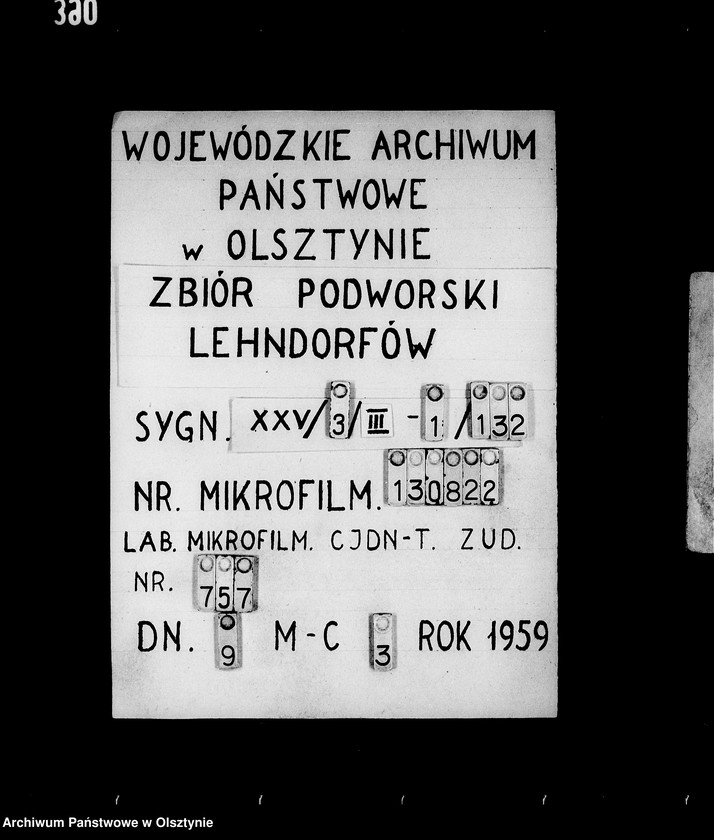 360
WOJEWÓDZKIE ARCHIWUM
PAŃSTWOWE
w OLSZTYNIE
ZBIÓR PODWORSKI
LEHNDORFÓW
SYGN. XXV/3/III-1/132
NR. MIKROFILM. 130822
LAB. MIKROFILM. CJDN-T. ZUD.
NR. 757
DN. 9 M-C 3 ROK 1959
Archiwum Państwowe w Olsztynie